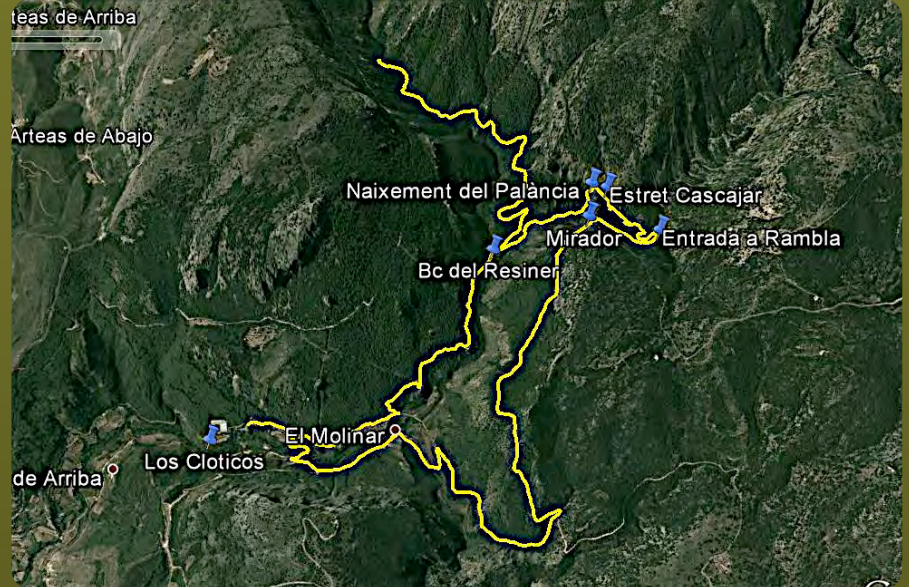 teas de Arriba
Arteas de Abajo
Naixement del Palància
Estret Cascajar
Mirador
Entrada a Rambla
Bc del Resiner
El Molinar
Los Cloticos
de Arriba